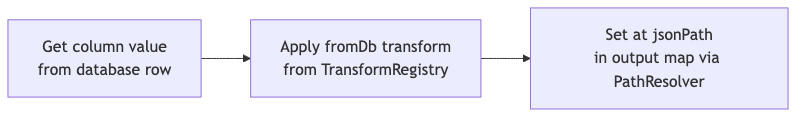 Get column value
from database row
Apply fromDb transform
from TransformRegistry
Set at jsonPath
in output map via
PathResolver